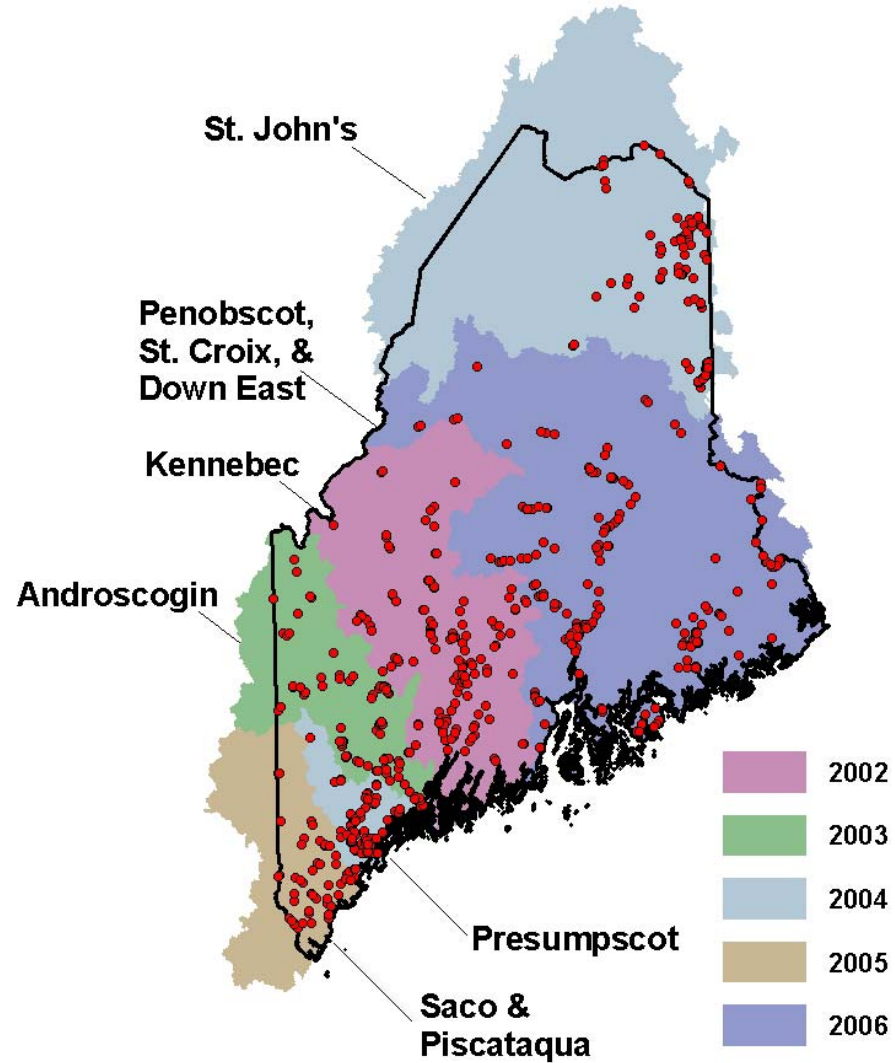 St. John's
Penobscot,
St. Croix, &
Down East
Kennebec
Androscogin
Presumpscot
Saco &
Piscataqua
2002
2003
2004
2005
2006